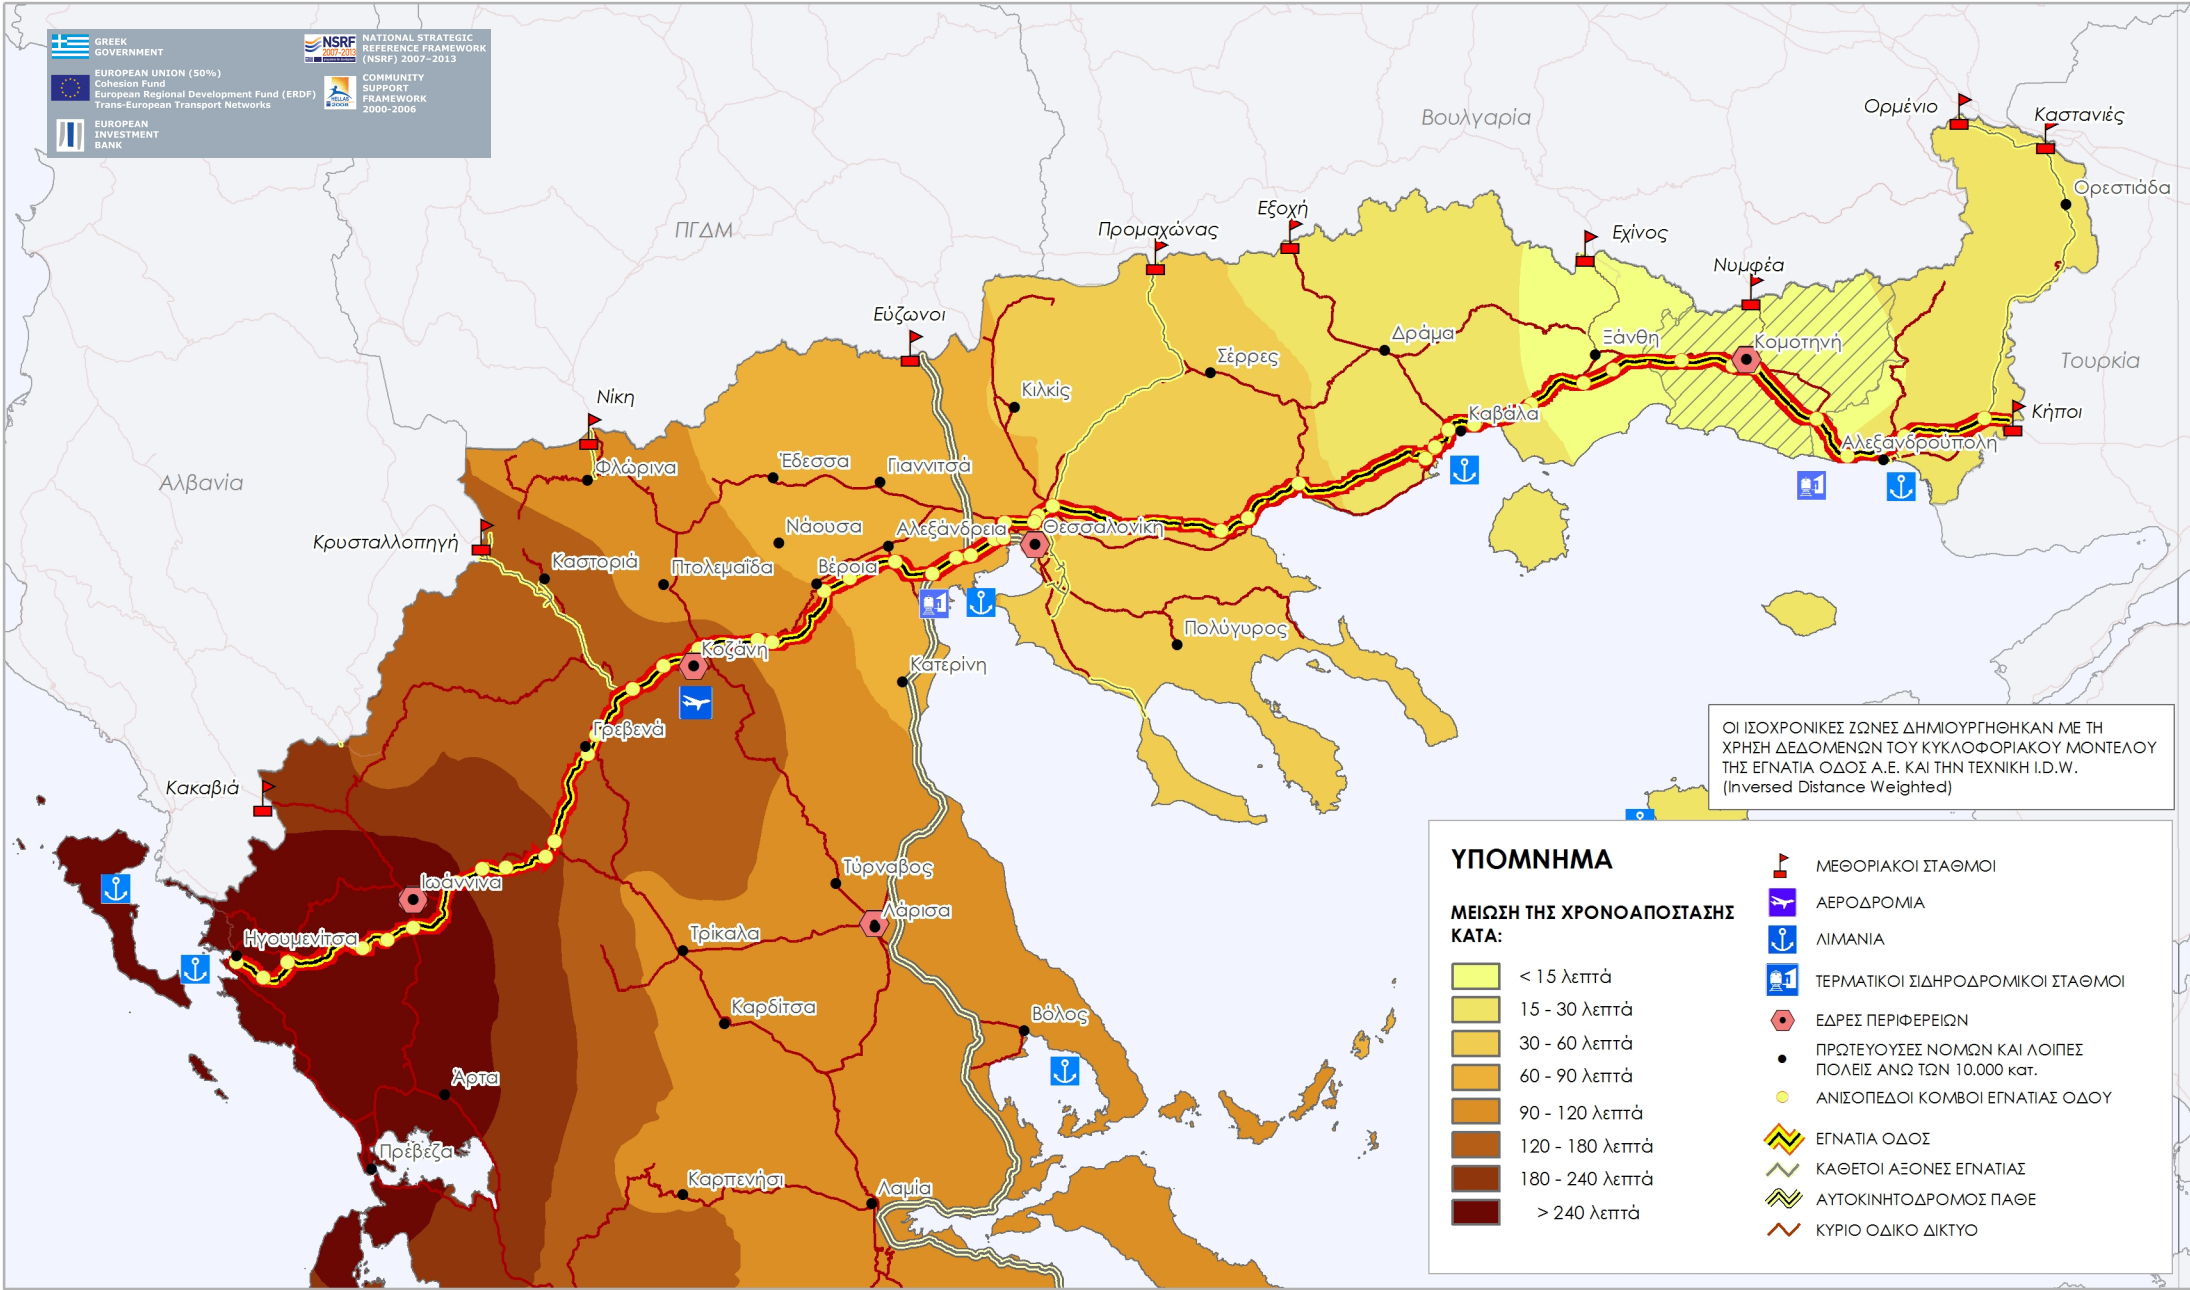 GREEK
GOVERNMENT
EUROPEAN UNION (50%)
Cohesion Fund
European Regional Development Fund (ERDF)
Trans-European Transport Networks
EUROPEAN
INVESTMENT
BANK
NSRF
2007-2013
NATIONAL STRATEGIC
REFERENCE FRAMEWORK
(NSRF) 2007-2013
COMMUNITY
SUPPORT
FRAMEWORK
2000-2006
Βουλγαρία
Ορμένιο
Καστανιές
Ορεστιάδα
ΠΓΔΜ
Προμαχώνας
Εξοχή
Εχίνος
Νυμφέα
Εύζωνοι
Δράμα
Ξάνθη
Κομοτηνή
Τουρκία
Σέρρες
Νίκη
Κιλκίς
Καβάλα
Κήποι
Αλεξανδρούπολη
Φλώρινα
Έδεσσα
Γιαννιτσά
Αλβανία
Νάουσα
Αλεξάνδρεια
Θεσσαλονίκη
Κρυσταλλοπηγή
Καστοριά
Πτολεμαΐδα
Βέροια
Πολύγυρος
Κοζάνη
Κατερίνη
Γρεβενά
Κακαβιά
Τύρναβος
Ιωάννινα
Λάρισα
Ηγουμενίτσα
Τρίκαλα
Καρδίτσα
Βόλος
Άρτα
Πρέβεζα
Καρπενήσι
Λαμία
ΟΙ ΙΣΟΧΡΟΝΙΚΕΣ ΖΩΝΕΣ ΔΗΜΙΟΥΡΓΗΘΗΚΑΝ ΜΕ ΤΗ
ΧΡΗΣΗ ΔΕΔΟΜΕΝΩΝ ΤΟΥ ΚΥΚΛΟΦΟΡΙΑΚΟΥ ΜΟΝΤΕΛΟΥ
ΤΗΣ ΕΓΝΑΤΙΑ ΟΔΟΣ Α.Ε. ΚΑΙ ΤΗΝ ΤΕΧΝΙΚΗ I.D.W.
(Inversed Distance Weighted)
ΥΠΟΜΝΗΜΑ
ΜΕΙΩΣΗ ΤΗΣ ΧΡΟΝΟΑΠΟΣΤΑΣΗΣ
ΚΑΤΑ:
< 15 λεπτά
15 - 30 λεπτά
30 - 60 λεπτά
60 - 90 λεπτά
90 - 120 λεπτά
120 - 180 λεπτά
180 - 240 λεπτά
> 240 λεπτά
ΜΕΘΟΡΙΑΚΟΙ ΣΤΑΘΜΟΙ
ΑΕΡΟΔΡΟΜΙΑ
ΛΙΜΑΝΙΑ
ΤΕΡΜΑΤΙΚΟΙ ΣΙΔΗΡΟΔΡΟΜΙΚΟΙ ΣΤΑΘΜΟΙ
ΕΔΡΕΣ ΠΕΡΙΦΕΡΕΙΩΝ
ΠΡΩΤΕΥΟΥΣΕΣ ΝΟΜΩΝ ΚΑΙ ΛΟΙΠΕΣ
ΠΟΛΕΙΣ ΑΝΩ ΤΩΝ 10.000 κατ.
ΑΝΙΣΟΠΕΔΟΙ ΚΟΜΒΟΙ ΕΓΝΑΤΙΑΣ ΟΔΟΥ
ΕΓΝΑΤΙΑ ΟΔΟΣ
ΚΑΘΕΤΟΙ ΑΞΟΝΕΣ ΕΓΝΑΤΙΑΣ
ΑΥΤΟΚΙΝΗΤΟΔΡΟΜΟΣ ΠΑΘΕ
ΚΥΡΙΟ ΟΔΙΚΟ ΔΙΚΤΥΟ